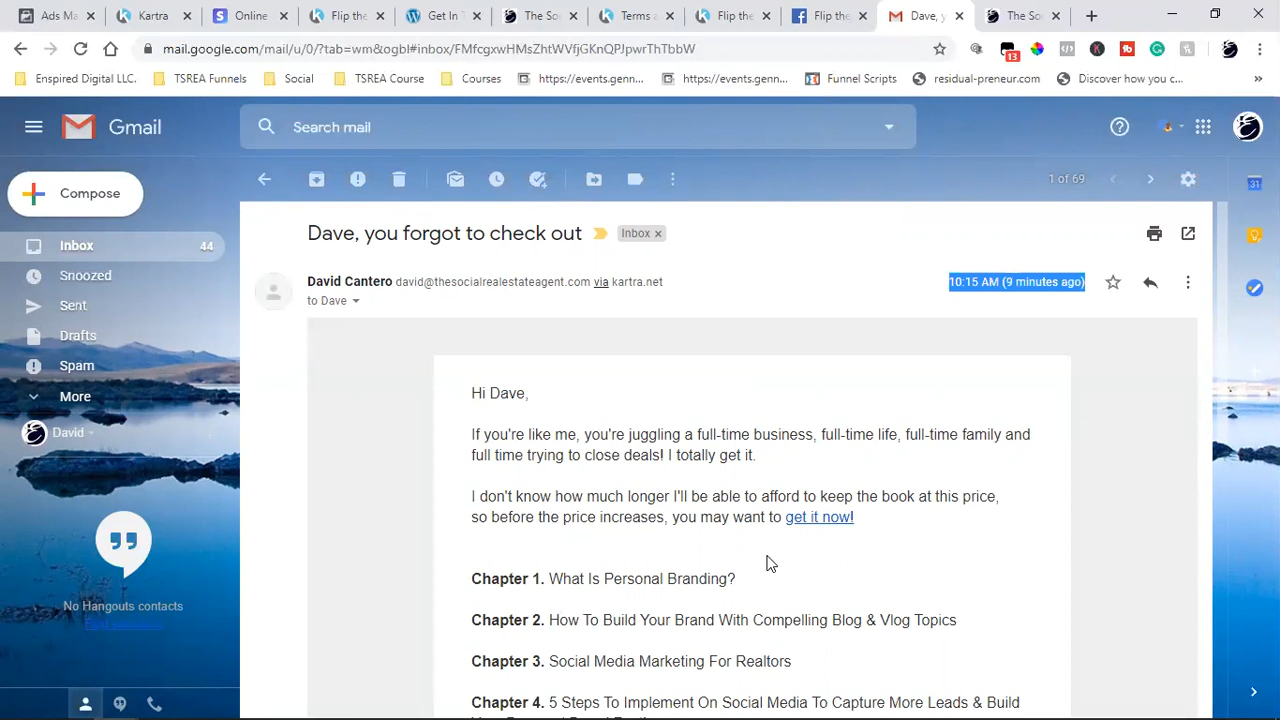 Ads Ma
Kartra
Online
Flip the
Get In T
The So
Terms
Flip the
Flip the
Dave, y
The So
mail.google.com/mail/u/0/?tab=wm&ogbl#inbox/FMfcgxwHMsZhtWVfjGKnQPJpwrThTbbW
13
Enspired Digital LLC.
TSREA Funnels
Social
TSREA Course
Courses
https://events.genn...
https://events.genn...
Funnel Scripts
residual-preneur.com
Discover how you c...
Gmail
Search mail
Compose
1 of 69
Inbox 44
Snoozed
Sent
Drafts
Spam
More
David
No Hangouts contacts
Dave, you forgot to check out
Inbox x
David Cantero david@thesocialrealestateagent.com via kartra.net
10:15 AM (9 minutes ago)
to Dave
31
Hi Dave,
If you're like me, you're juggling a full-time business, full-time life, full-time family and
full time trying to close deals! I totally get it.
I don't know how much longer I'll be able to afford to keep the book at this price,
so before the price increases, you may want to get it now!
Chapter 1. What Is Personal Branding?
Chapter 2. How To Build Your Brand With Compelling Blog & Vlog Topics
Chapter 3. Social Media Marketing For Realtors
Chapter 4. 5 Steps To Implement On Social Media To Capture More Leads & Build